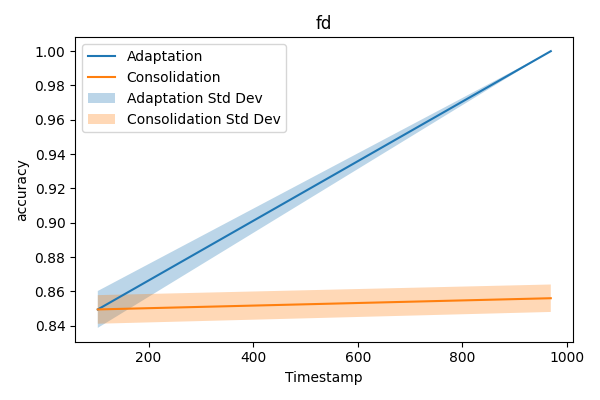 fd
Adaptation
Consolidation
Adaptation Std Dev
Consolidation Std Dev
1.00
0.98
0.96
0.94
0.92
0.90
0.88
0.86
0.84
accuracy
200
400
600
800
1000
Timestamp